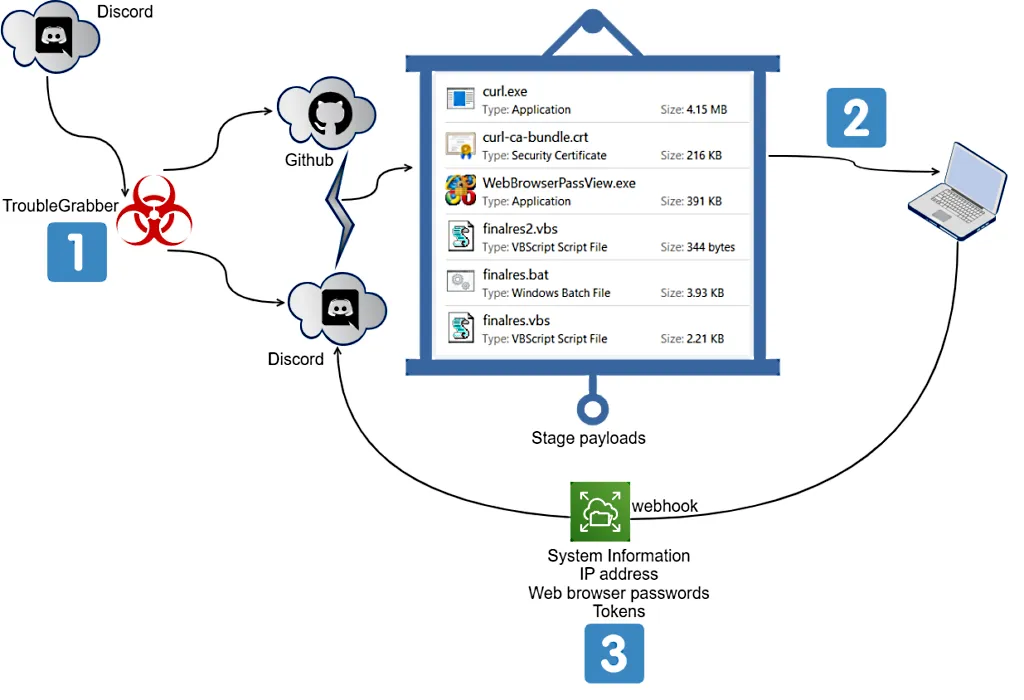 Discord
Github
TroubleGrabber
1
Discord
curl.exe
Type: Application Size: 4.15 MB
curl-ca-bundle.crt
Type: Security Certificate Size: 216 KB
WebBrowserPassView.exe
Type: Application Size: 391 KB
finalres2.vbs
Type: VBScript Script File Size: 344 bytes
finalres.bat
Type: Windows Batch File Size: 3.93 KB
finalres.vbs
Type: VBScript Script File Size: 2.21 KB
Stage payloads
2
webhook
System Information
IP address
Web browser passwords
Tokens
3